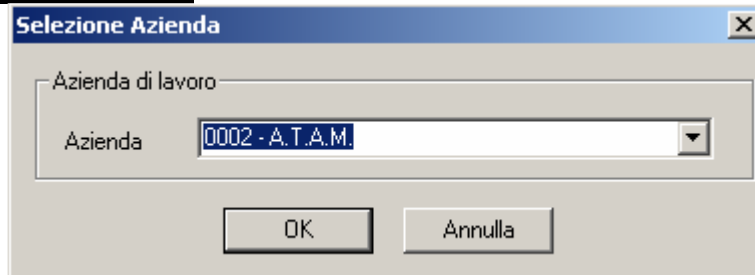 Selezione Azienda
Azienda di lavoro
Azienda 0002 - A.T.A.M.
OK Annulla